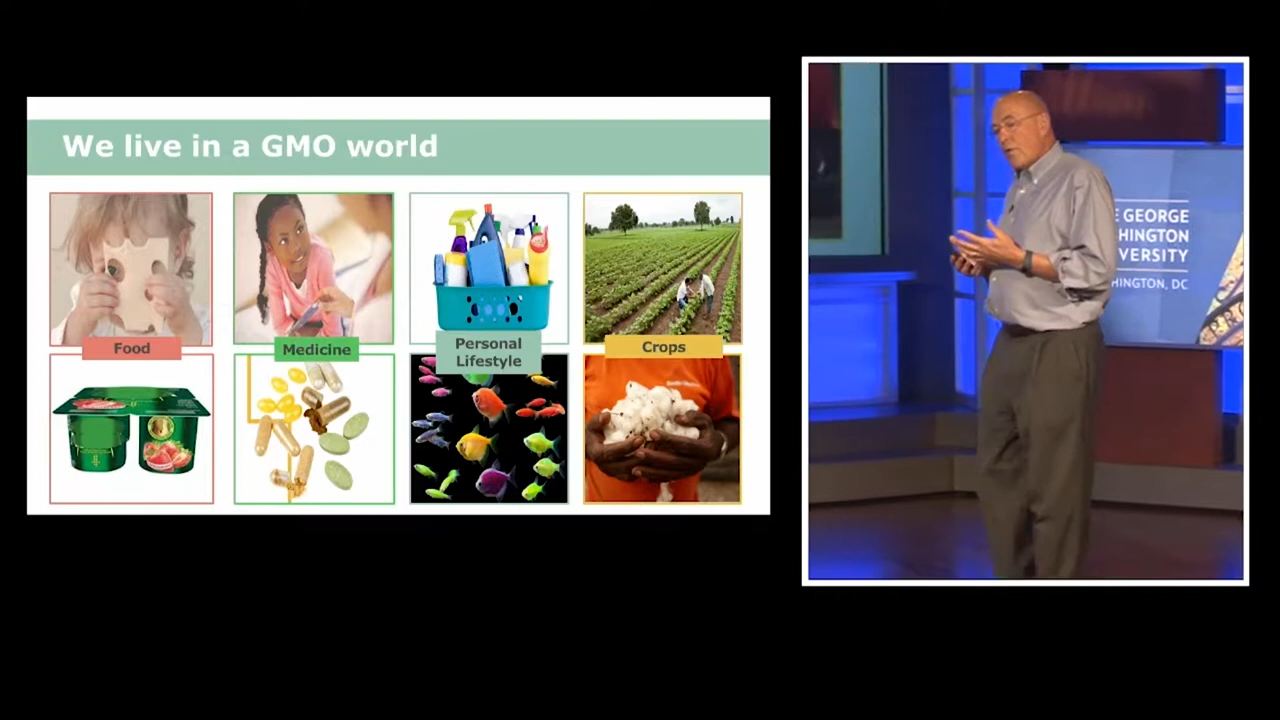 We live in a GMO world
Food
Medicine
Personal
Lifestyle
Crops
E GEORGE
HINGTON
VERSITY
HINGTON, DC